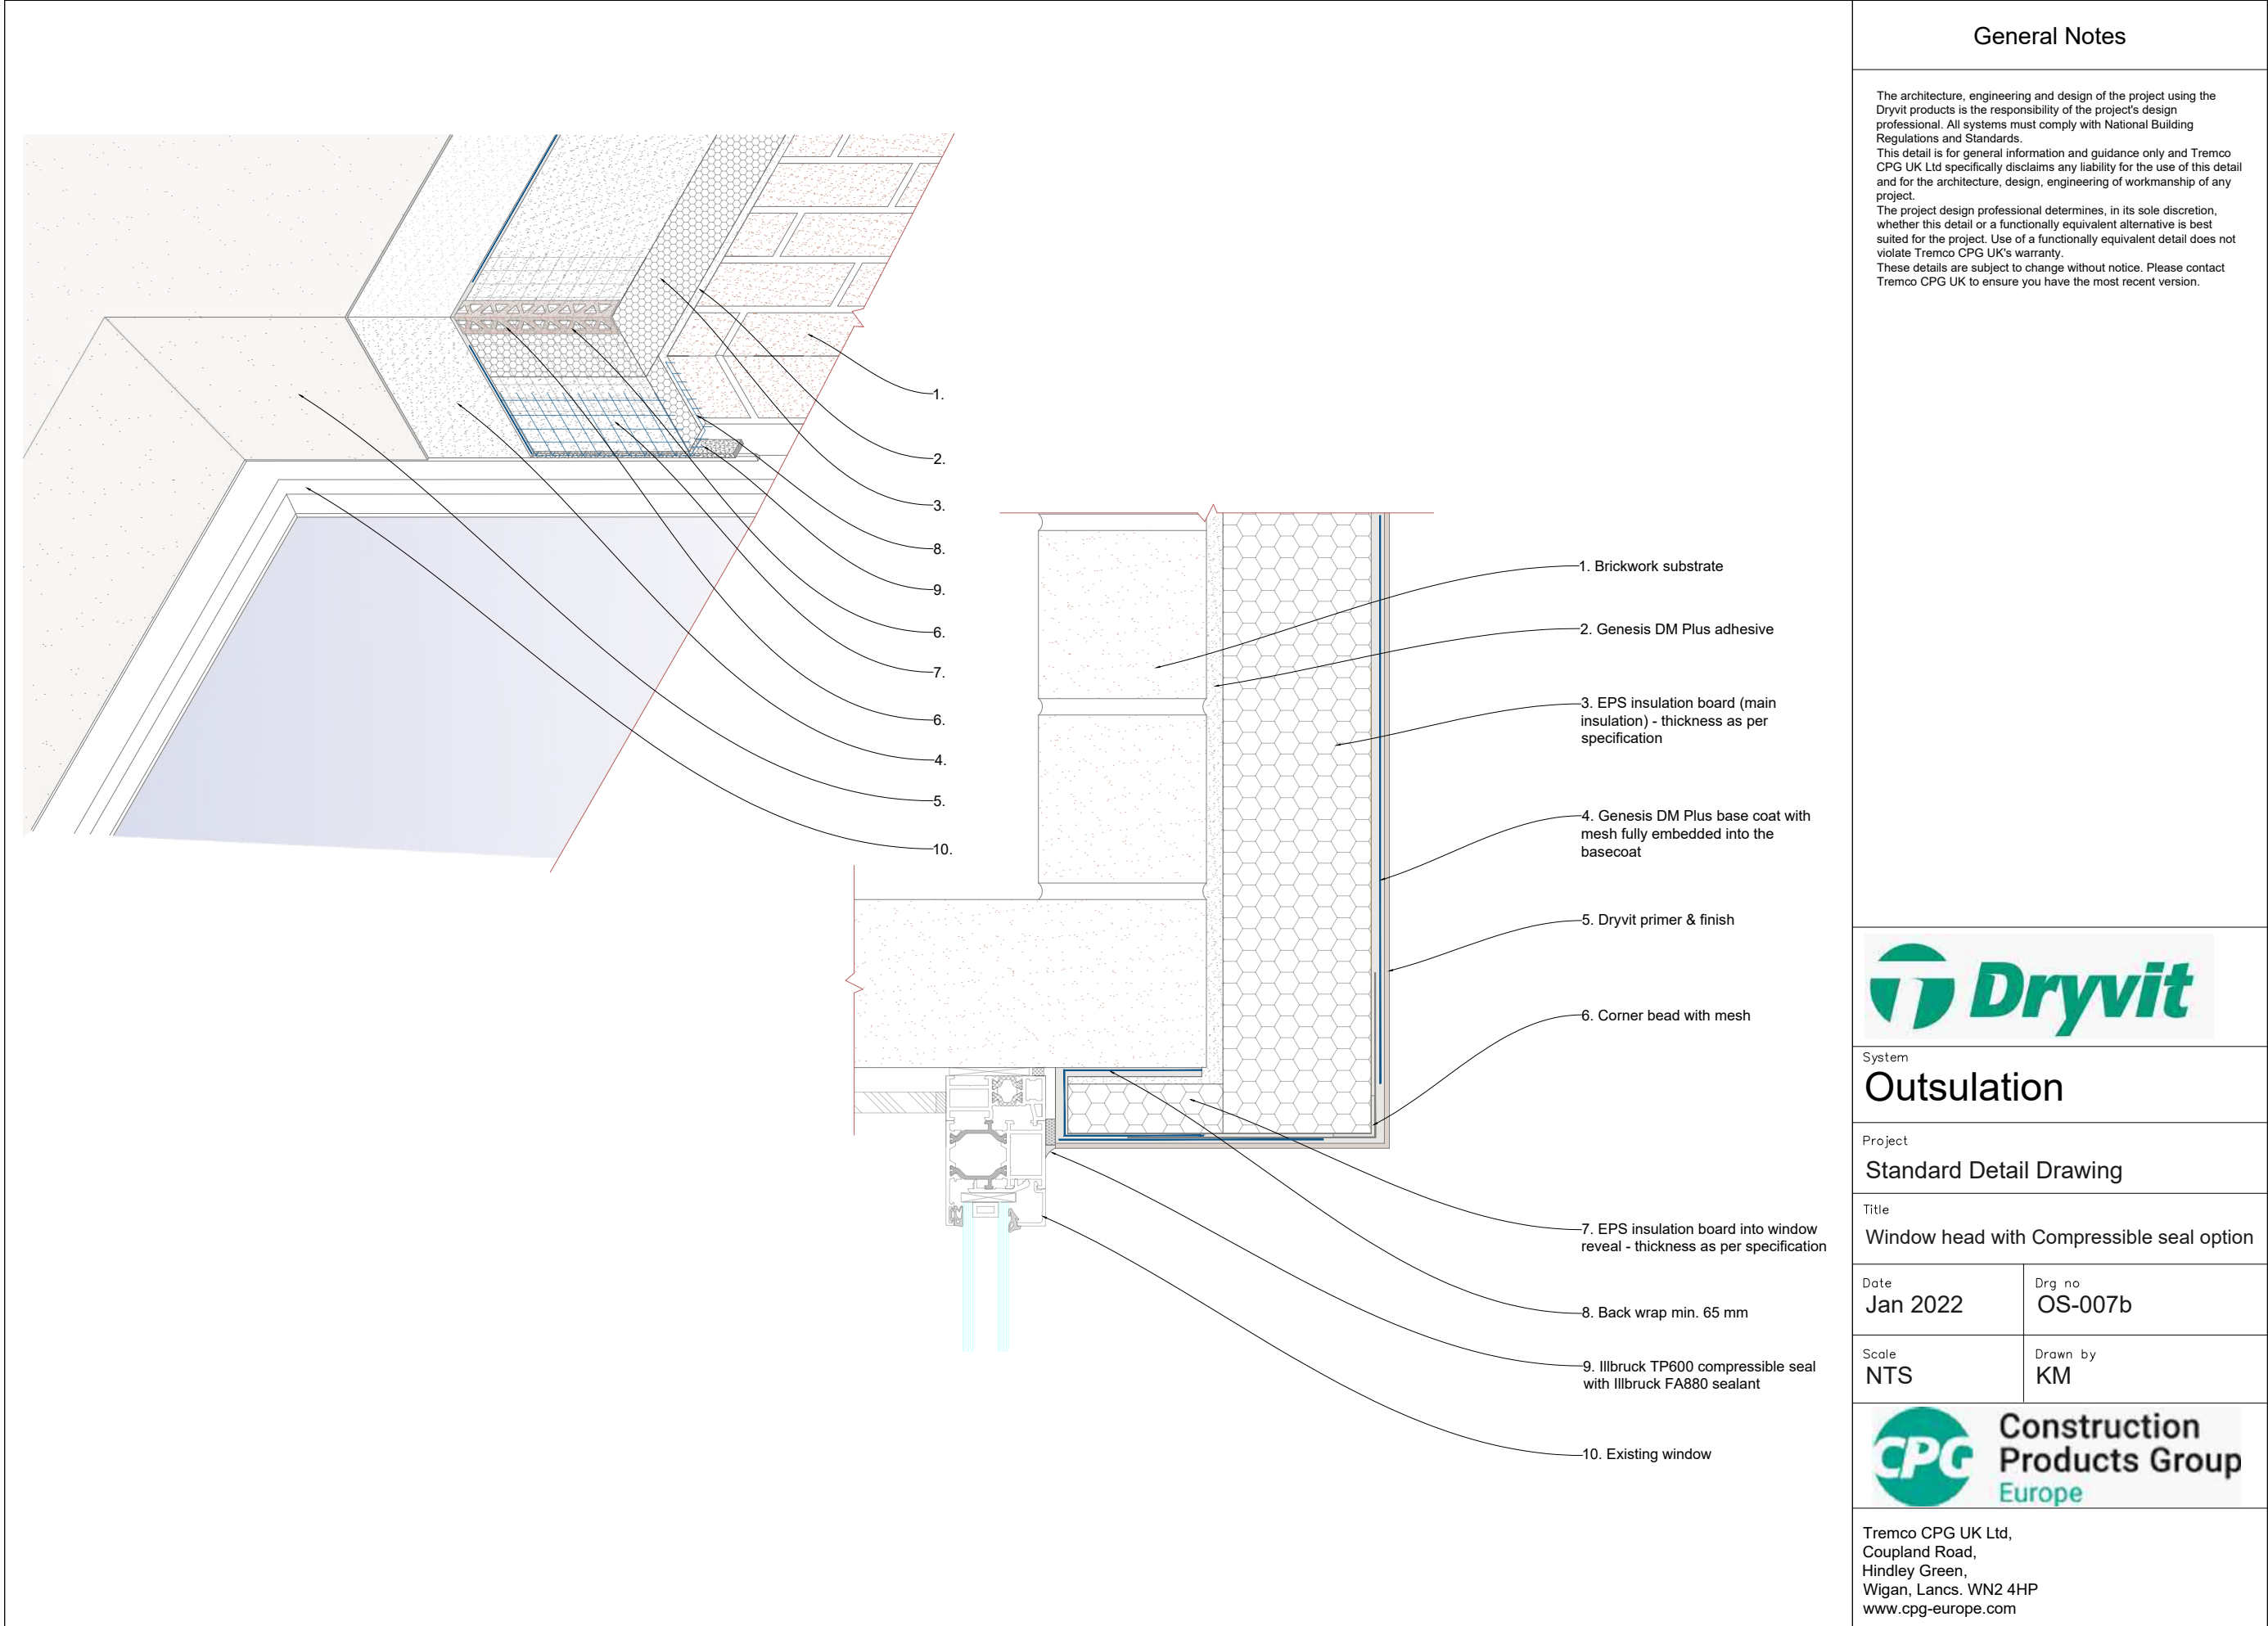 1.
2.
3.
8.
9.
6.
7.
6.
4.
5.
10.
1. Brickwork substrate
2. Genesis DM Plus adhesive
3. EPS insulation board (main
insulation) - thickness as per
specification
4. Genesis DM Plus base coat with
mesh fully embedded into the
basecoat
5. Dryvit primer & finish
6. Corner bead with mesh
7. EPS insulation board into window
reveal - thickness as per specification
8. Back wrap min. 65 mm
9. Illbruck TP600 compressible seal
with Illbruck FA880 sealant
10. Existing window
General Notes
The architecture, engineering and design of the project using the
Dryvit products is the responsibility of the project's design
professional. All systems must comply with National Building
Regulations and Standards.
This detail is for general information and guidance only and Tremco
CPG UK Ltd specifically disclaims any liability for the use of this detail
and for the architecture, design, engineering of workmanship of any
project.
The project design professional determines, in its sole discretion,
whether this detail or a functionally equivalent alternative is best
suited for the project. Use of a functionally equivalent detail does not
violate Tremco CPG UK's warranty.
These details are subject to change without notice. Please contact
Tremco CPG UK to ensure you have the most recent version.
Dryvit
System
Outsulation
Project
Standard Detail Drawing
Title
Window head with Compressible seal option
Date
Jan 2022
Drg no
OS-007b
Scale
NTS
Drawn by
KM
CPG
Construction
Products Group
Europe
Tremco CPG UK Ltd,
Coupland Road,
Hindley Green,
Wigan, Lancs. WN2 4HP
www.cpg-europe.com